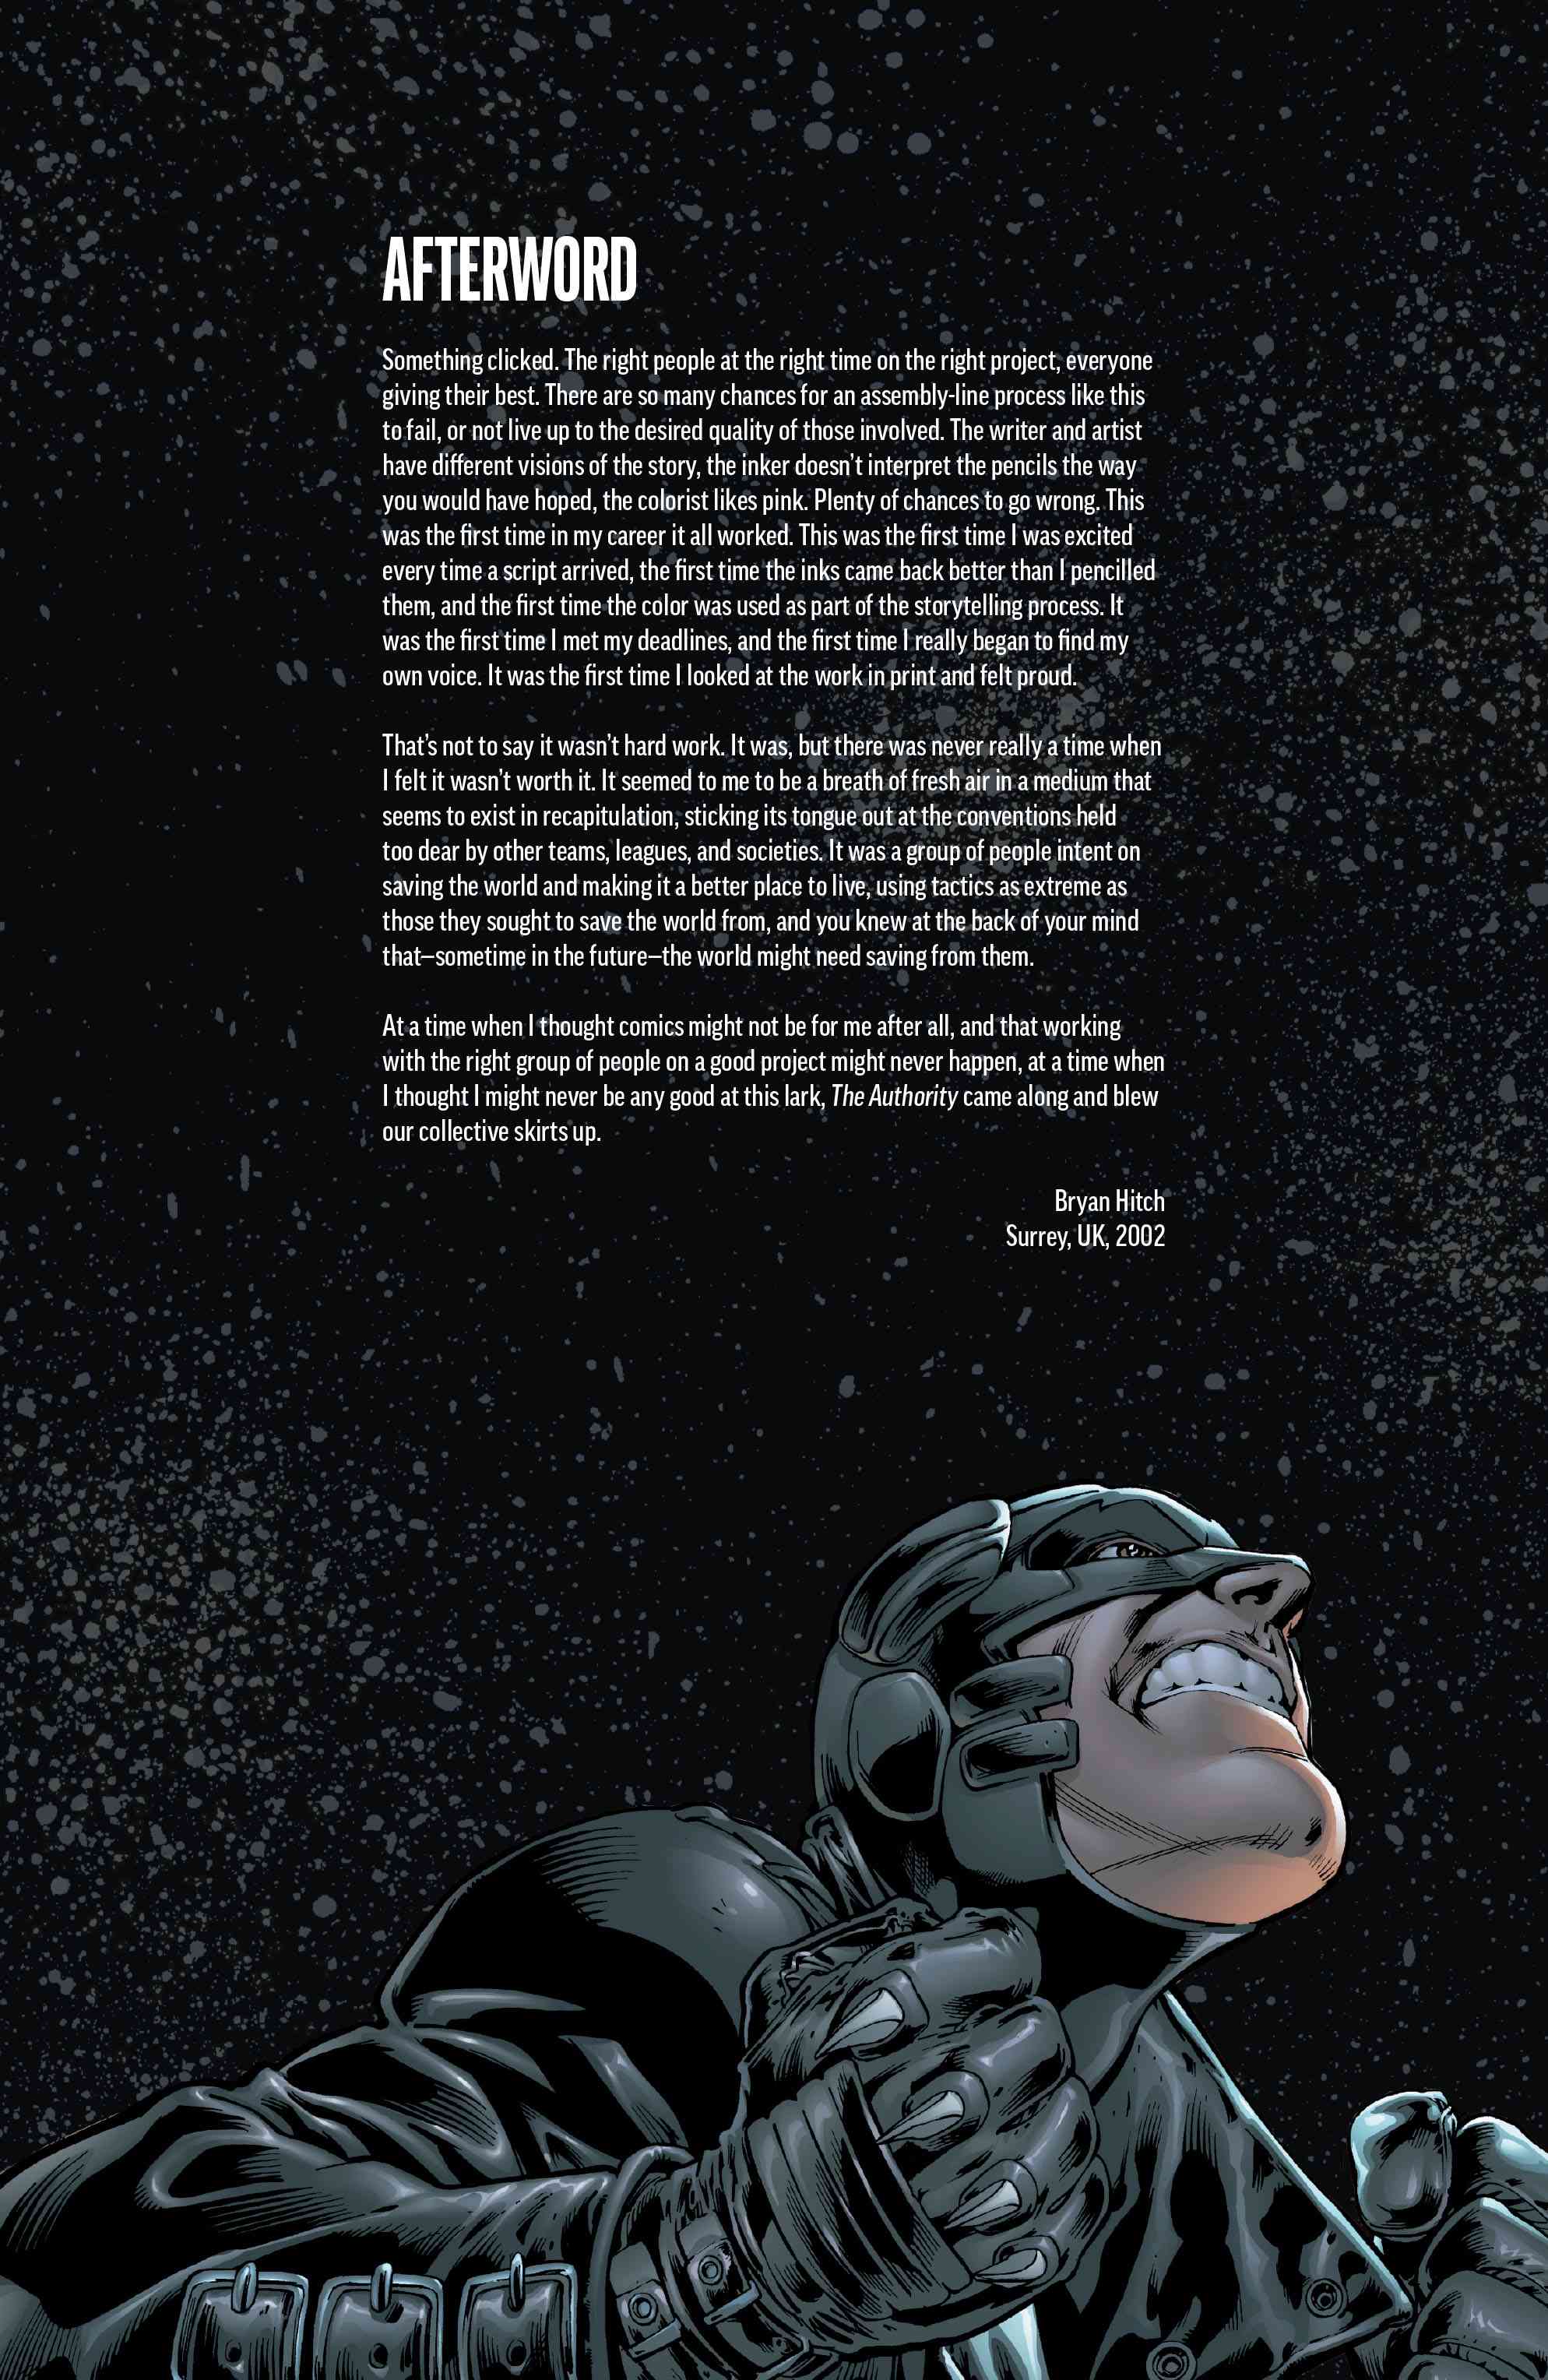 AFTERWORD
Something clicked. The right people at the right time on the right project, everyone
giving their best. There are so many chances for an assembly-line process like this
to fail, or not live up to the desired quality of those involved. The writer and artist
have different visions of the story, the inker doesn’t interpret the pencils the way
you would have hoped, the colorist likes pink. Plenty of chances to go wrong. This
was the first time in my career it all worked. This was the first time I was excited
every time a script arrived, the first time the inks came back better than I pencilled
them, and the first time the color was used as part of the storytelling process. It
was the first time I met my deadlines, and the first time I really began to find my
own voice. It was the first time I looked at the work in print and felt proud.
That’s not to say it wasn’t hard work. It was, but there was never really a time when
I felt it wasn’t worth it. It seemed to me to be a breath of fresh air in a medium that
seems to exist in recapitulation, sticking its tongue out at the conventions held
too dear by other teams, leagues, and societies. It was a group of people intent on
saving the world and making it a better place to live, using tactics as extreme as
those they sought to save the world from, and you knew at the back of your mind
that—sometime in the future—the world might need saving from them.
At a time when I thought comics might not be for me after all, and that working
with the right group of people on a good project might never happen, at a time when
I thought I might never be any good at this lark, The Authority came along and blew
our collective skirts up.
Bryan Hitch
Surrey, UK, 2002